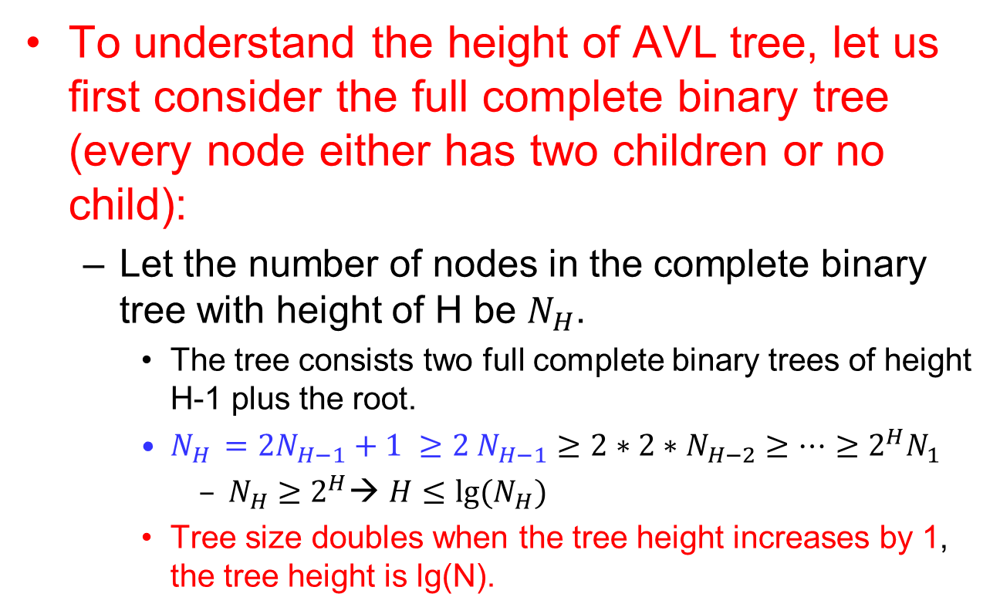 • To understand the height of AVL tree, let us
first consider the full complete binary tree
(every node either has two children or no
child):
– Let the number of nodes in the complete binary
tree with height of H be $N_H$.
• The tree consists two full complete binary trees of height
H-1 plus the root.
• $N_H = 2N_{H-1} + 1 \geq 2 N_{H-1} \geq 2 * 2 * N_{H-2} \geq \cdots \geq 2^H N_1$
– $N_H \geq 2^H \rightarrow H \leq \lg(N_H)$
• Tree size doubles when the tree height increases by 1,
the tree height is lg(N).